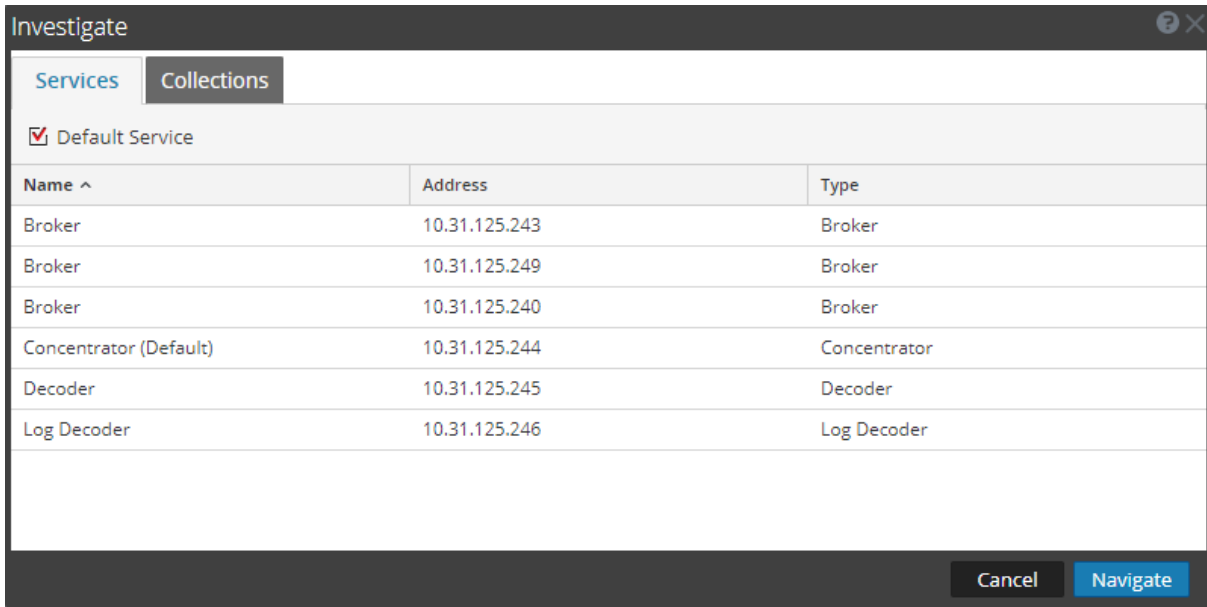 Investigate
Services Collections
Default Service
Name Address Type
Broker 10.31.125.243 Broker
Broker 10.31.125.249 Broker
Broker 10.31.125.240 Broker
Concentrator (Default) 10.31.125.244 Concentrator
Decoder 10.31.125.245 Decoder
Log Decoder 10.31.125.246 Log Decoder
Cancel Navigate